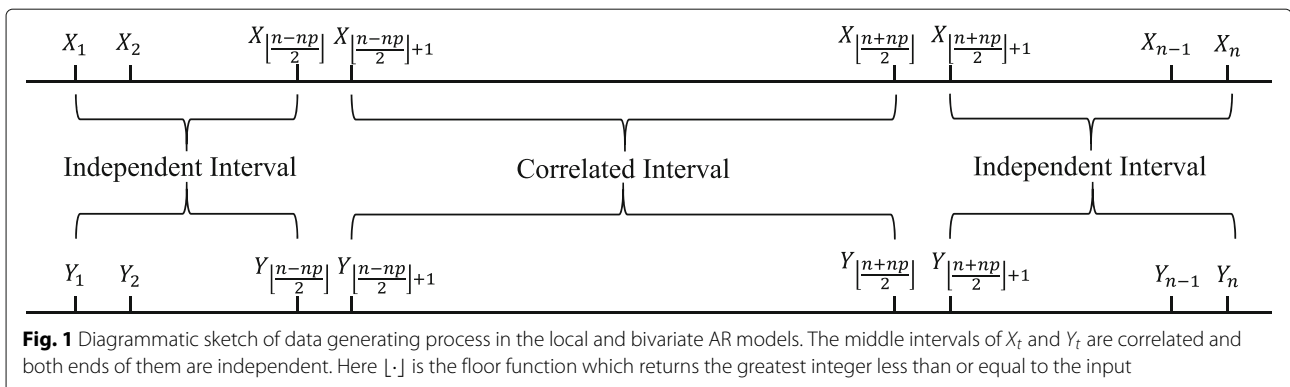 X₁ X₂ X⌊(n−np)/2⌋ X⌊(n−np)/2⌋+1 X⌊(n+np)/2⌋ X⌊(n+np)/2⌋+1 Xₙ₋₁ Xₙ
Independent Interval Correlated Interval Independent Interval
Y₁ Y₂ Y⌊(n−np)/2⌋ Y⌊(n−np)/2⌋+1 Y⌊(n+np)/2⌋ Y⌊(n+np)/2⌋+1 Yₙ₋₁ Yₙ
Fig. 1 Diagrammatic sketch of data generating process in the local and bivariate AR models. The middle intervals of Xₜ and Yₜ are correlated and
both ends of them are independent. Here ⌊·⌋ is the floor function which returns the greatest integer less than or equal to the input